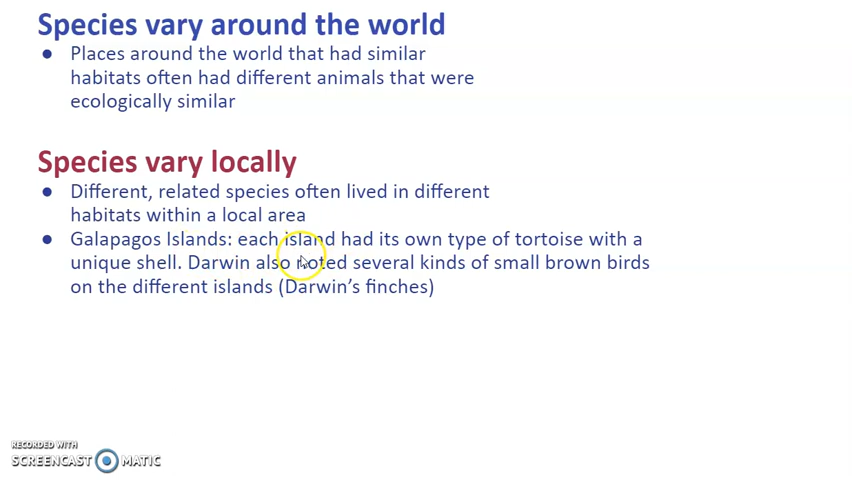 Species vary around the world
● Places around the world that had similar
habitats often had different animals that were
ecologically similar
Species vary locally
● Different, related species often lived in different
habitats within a local area
● Galapagos Islands: each island had its own type of tortoise with a
unique shell. Darwin also noted several kinds of small brown birds
on the different islands (Darwin's finches)
RECORDED WITH
SCREENCAST MATIC